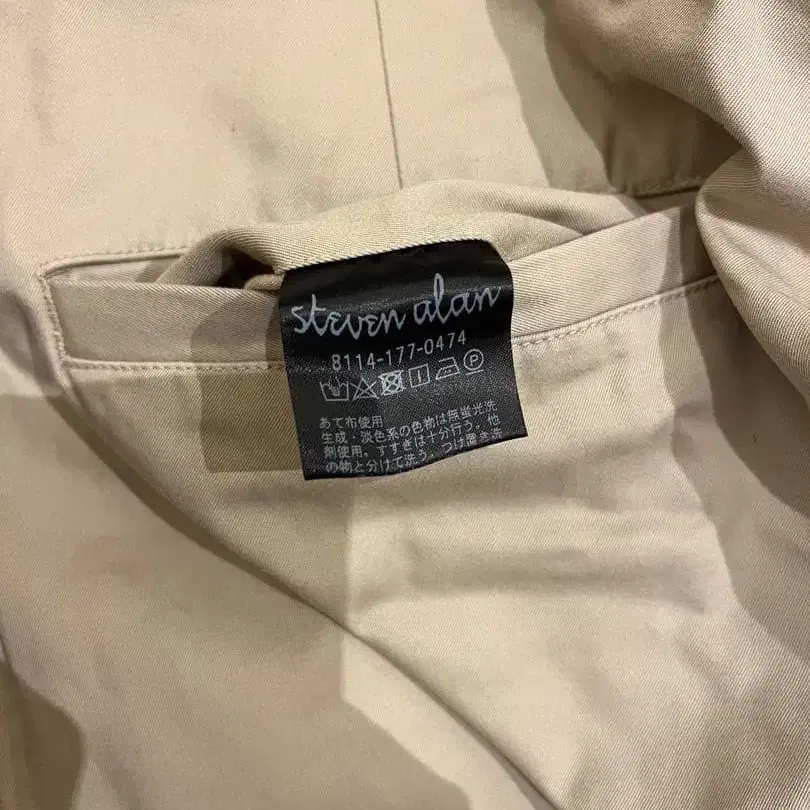 steven alan
8114-177-0474
あて布使用
生成・淡色系の色物は無蛍光洗
剤使用。すすぎは十分行う。他
の物と分けて洗う。つけ置き洗